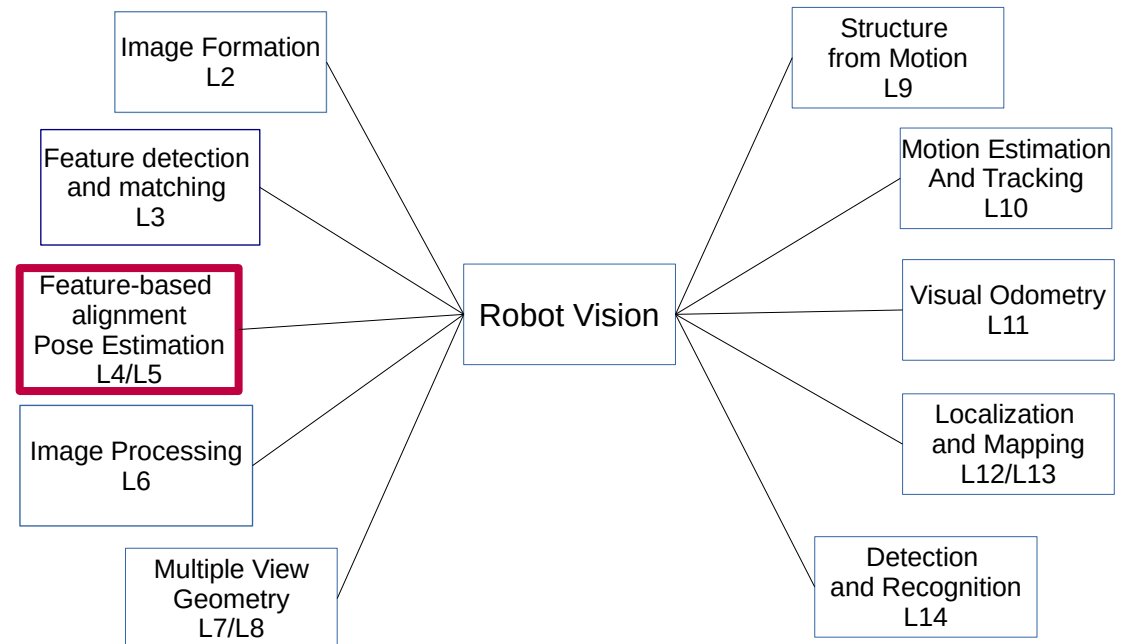 Image Formation
L2
Feature detection
and matching
L3
Feature-based
alignment
Pose Estimation
L4/L5
Image Processing
L6
Multiple View
Geometry
L7/L8
Robot Vision
Structure
from Motion
L9
Motion Estimation
And Tracking
L10
Visual Odometry
L11
Localization
and Mapping
L12/L13
Detection
and Recognition
L14